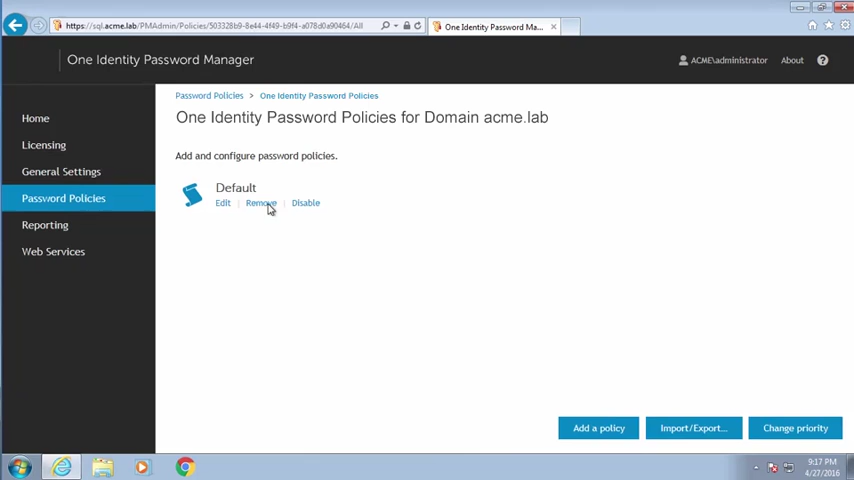 https://sql.acme.lab/PMAdmin/Policies/503328b9-8e44-4f49-b9f4-a078d0a90464/All
One Identity Password Ma...
One Identity Password Manager
ACME\administrator
About
Home
Licensing
General Settings
Password Policies
Reporting
Web Services
Password Policies > One Identity Password Policies
One Identity Password Policies for Domain acme.lab
Add and configure password policies.
Default
Edit | Remove | Disable
Add a policy
Import/Export...
Change priority
9:17 PM
4/27/2016